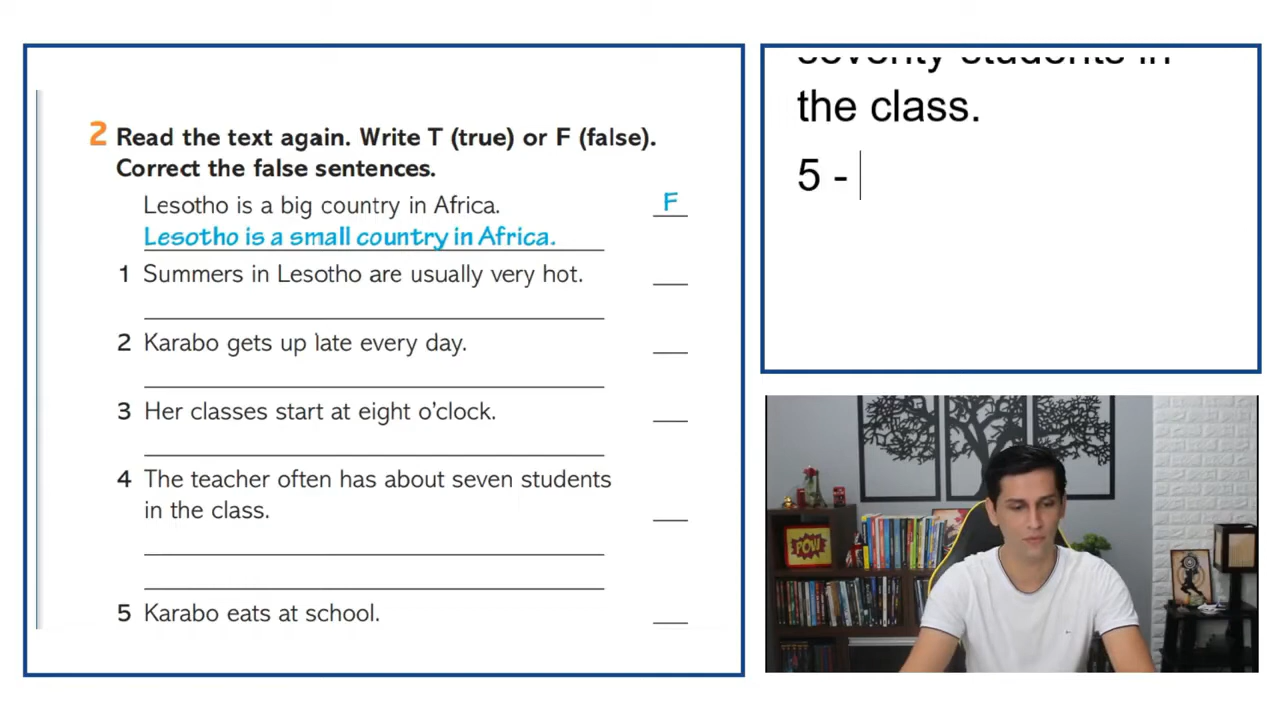 2 Read the text again. Write T (true) or F (false).
Correct the false sentences.
Lesotho is a big country in Africa. F
Lesotho is a small country in Africa.
1 Summers in Lesotho are usually very hot.
2 Karabo gets up late every day.
3 Her classes start at eight o'clock.
4 The teacher often has about seven students
in the class.
5 Karabo eats at school.
seventy students in
the class.
5 -
POW!